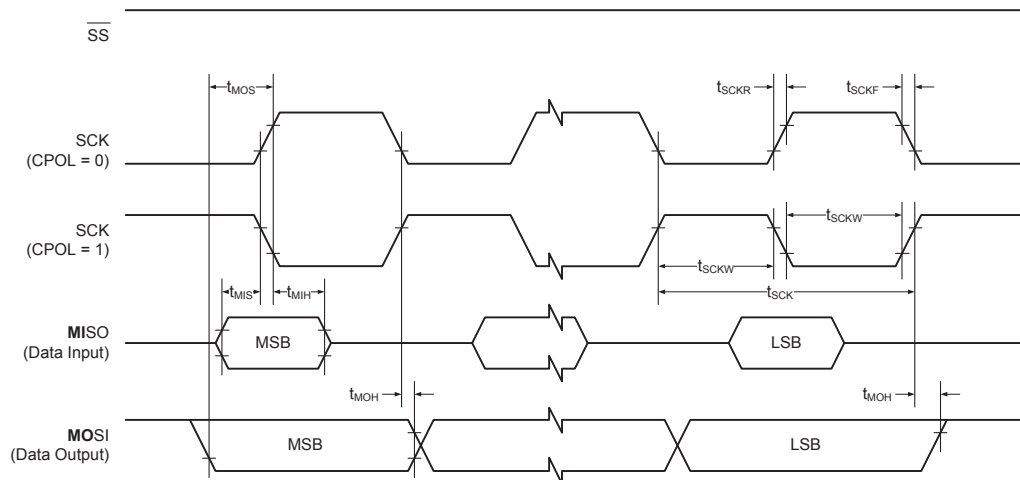 SS
tMOS
tSCKR
tSCKF
SCK
(CPOL = 0)
SCK
(CPOL = 1)
tSCKW
tSCKW
tSCK
tMIS
tMIH
MISO
(Data Input)
MSB
LSB
tMOH
tMOH
MOSI
(Data Output)
MSB
LSB